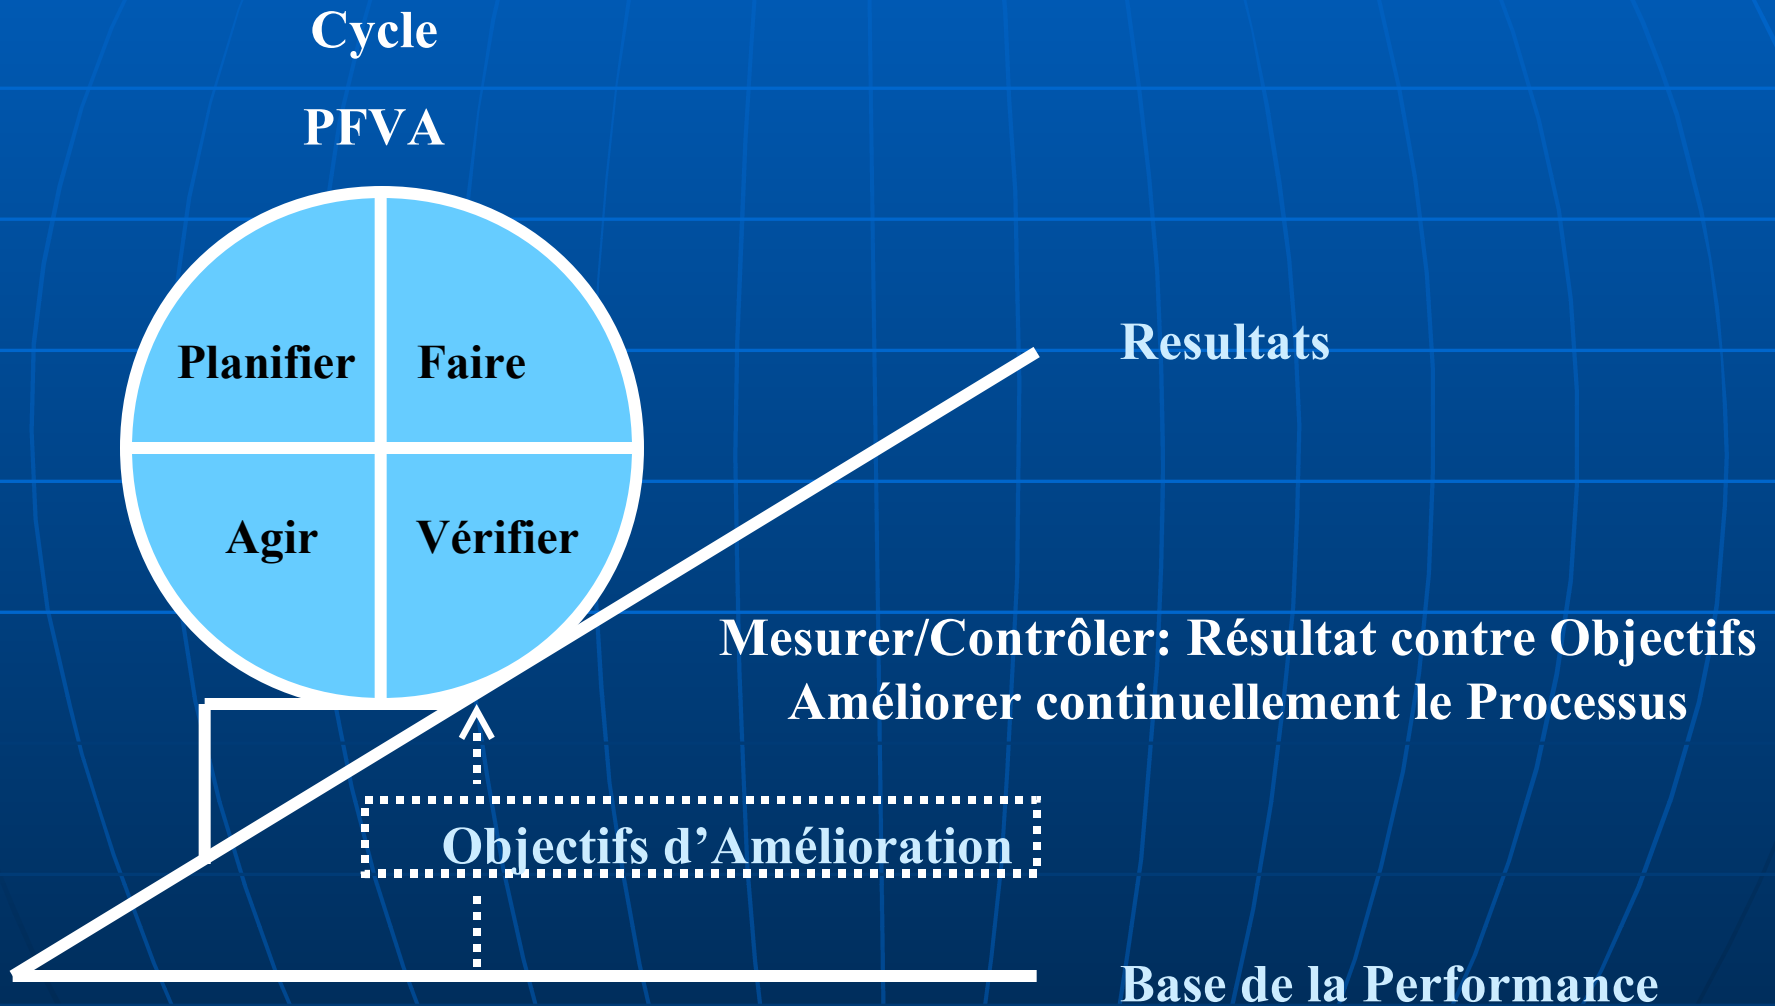 Cycle
PFVA
Planifier
Faire
Agir
Vérifier
Resultats
Mesurer/Contrôler: Résultat contre Objectifs
Améliorer continuellement le Processus
Objectifs d’Amélioration
Base de la Performance